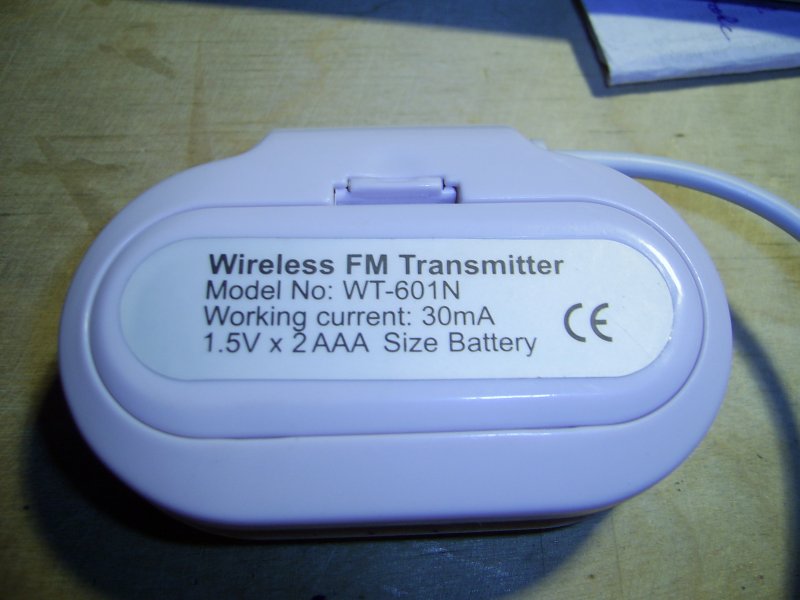 Wireless FM Transmitter
Model No: WT-601N
Working current: 30mA
1.5V x 2 AAA Size Battery
CE